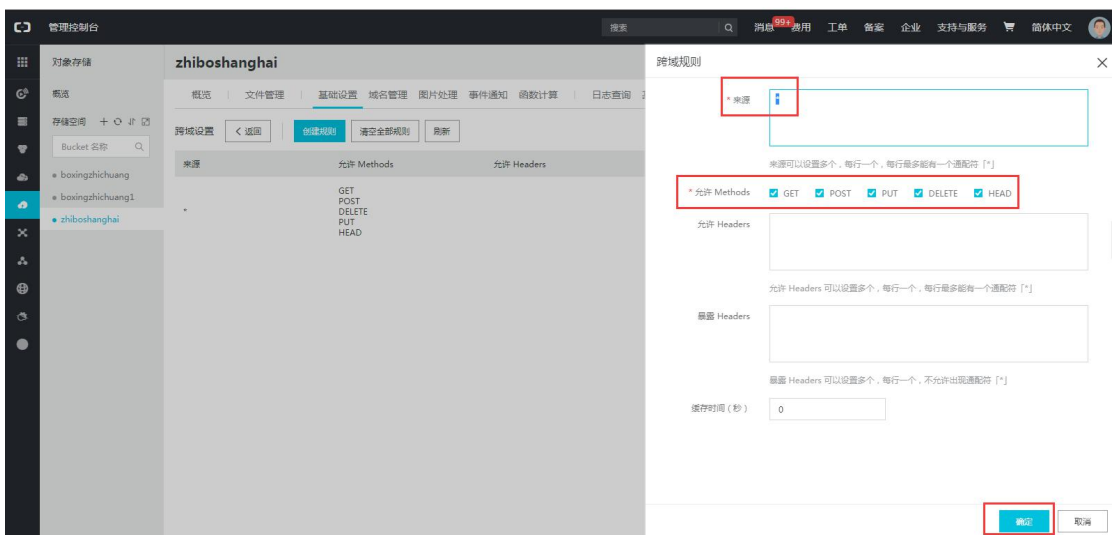 管理控制台
搜索
消息 99+ 费用 工单 备案 企业 支持与服务 简体中文
对象存储
概览
存储空间
Bucket 名称
boxingzhichuang
boxingzhichuang1
zhiboshanghai
zhiboshanghai
概览 文件管理 基础设置 域名管理 图片处理 事件通知 函数计算 日志查询
跨域设置 < 返回 创建规则 清空全部规则 刷新
来源 允许 Methods 允许 Headers
*
GET
POST
DELETE
PUT
HEAD
跨域规则
* 来源
*
来源可以设置多个，每行一个，每行最多能有一个通配符「*」
* 允许 Methods GET POST PUT DELETE HEAD
允许 Headers
允许 Headers 可以设置多个，每行一个，每行最多能有一个通配符「*」
暴露 Headers
暴露 Headers 可以设置多个，每行一个，不允许出现通配符「*」
缓存时间（秒） 0
确定 取消